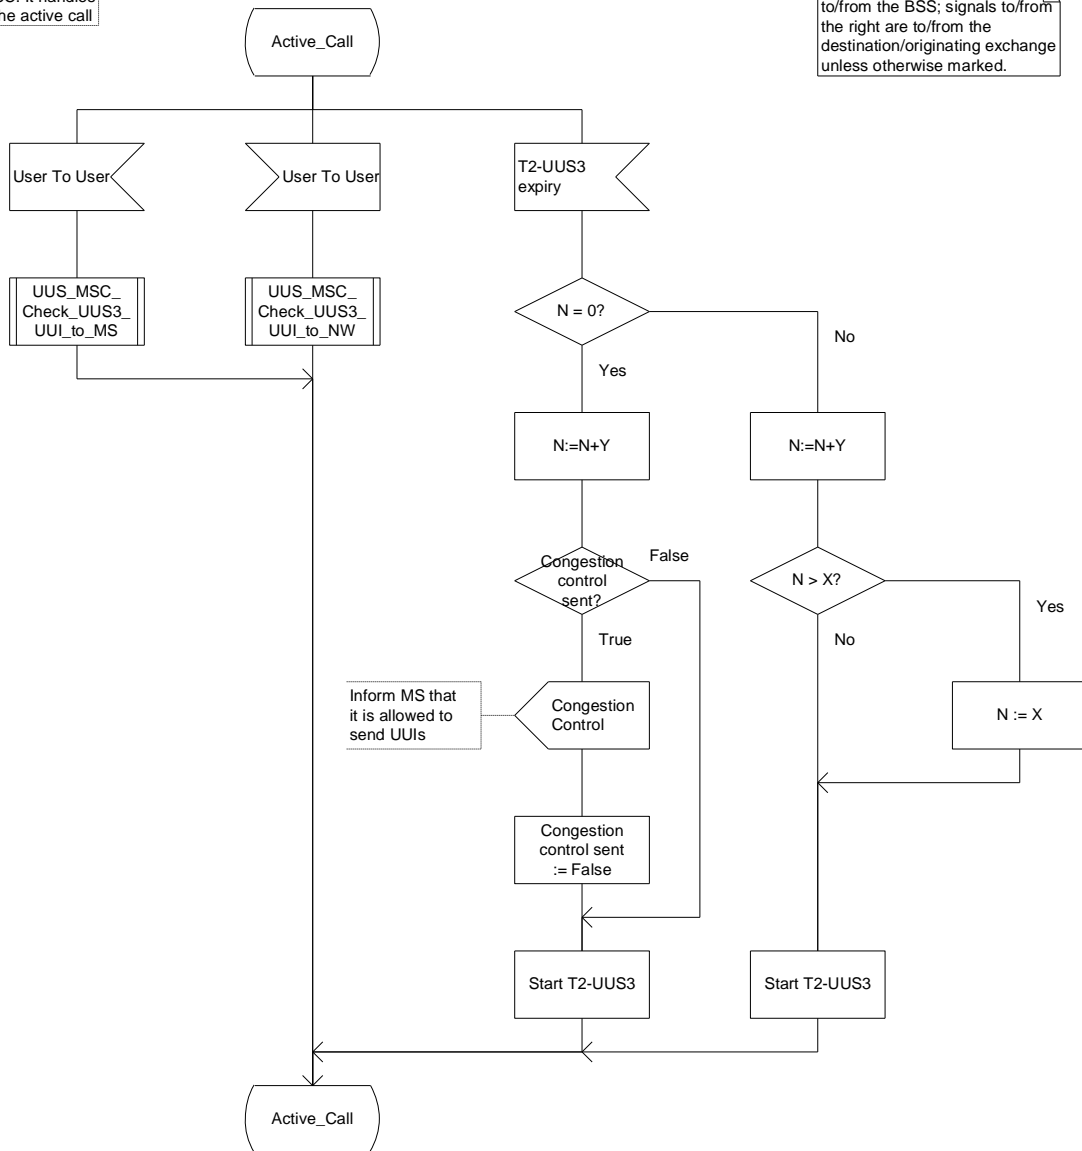 it handles
the active call
to/from the BSS; signals to/from
the right are to/from the
destination/originating exchange
unless otherwise marked.
Active_Call
User To User
User To User
T2-UUS3
expiry
UUS_MSC_
Check_UUS3_
UUI_to_MS
UUS_MSC_
Check_UUS3_
UUI_to_NW
N = 0?
No
Yes
N:=N+Y
N:=N+Y
Congestion
control
sent?
False
N > X?
Yes
True
No
Inform MS that
it is allowed to
send UUIs
Congestion
Control
N := X
Congestion
control sent
:= False
Start T2-UUS3
Start T2-UUS3
Active_Call